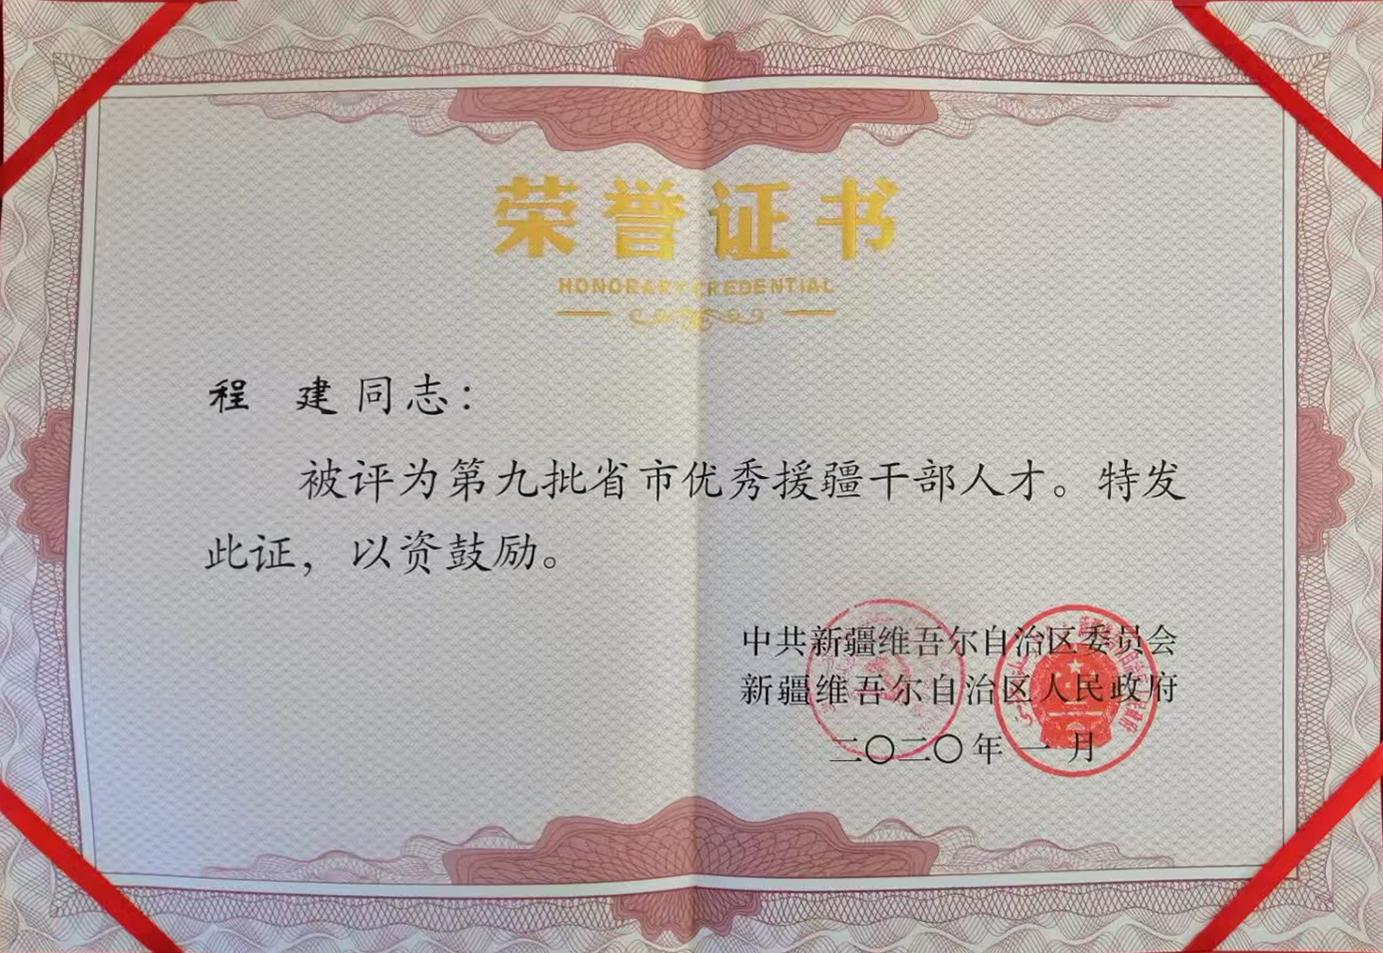 荣誉证书
HONORARY CREDENTIAL
程 建 同志：
被评为第九批省市优秀援疆干部人才。特发
此证，以资鼓励。
中共新疆维吾尔自治区委员会
新疆维吾尔自治区人民政府
二〇二〇年一月